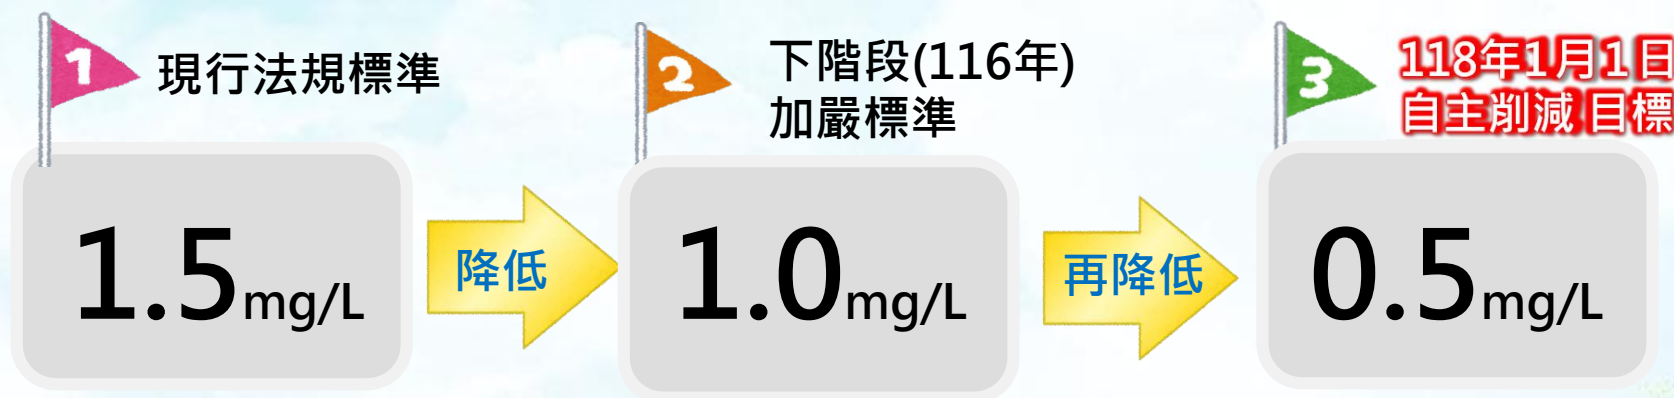 1
現行法規標準
1.5mg/L
降低
2
下階段(116年)
加嚴標準
1.0mg/L
再降低
3
118年1月1日
自主削減 目標
0.5mg/L